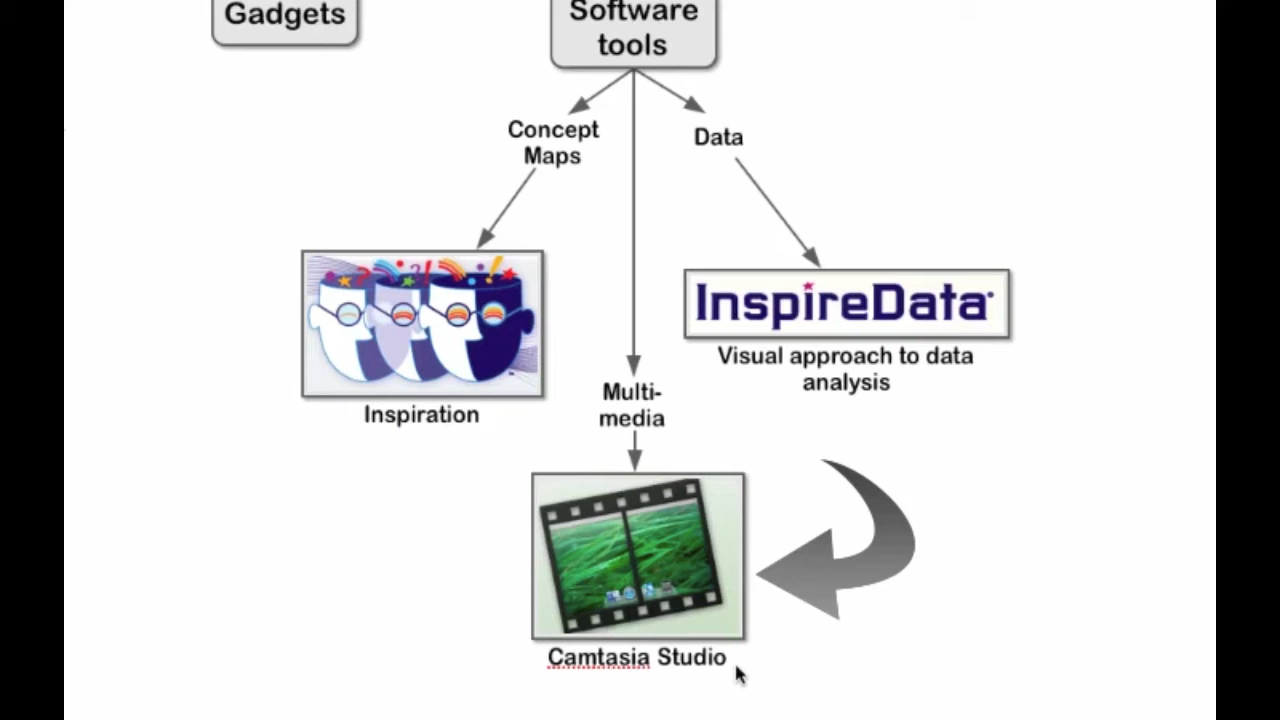 Gadgets
Software
tools
Concept
Maps
Data
InspireData
Visual approach to data
analysis
Inspiration
Multi-
media
Camtasia Studio